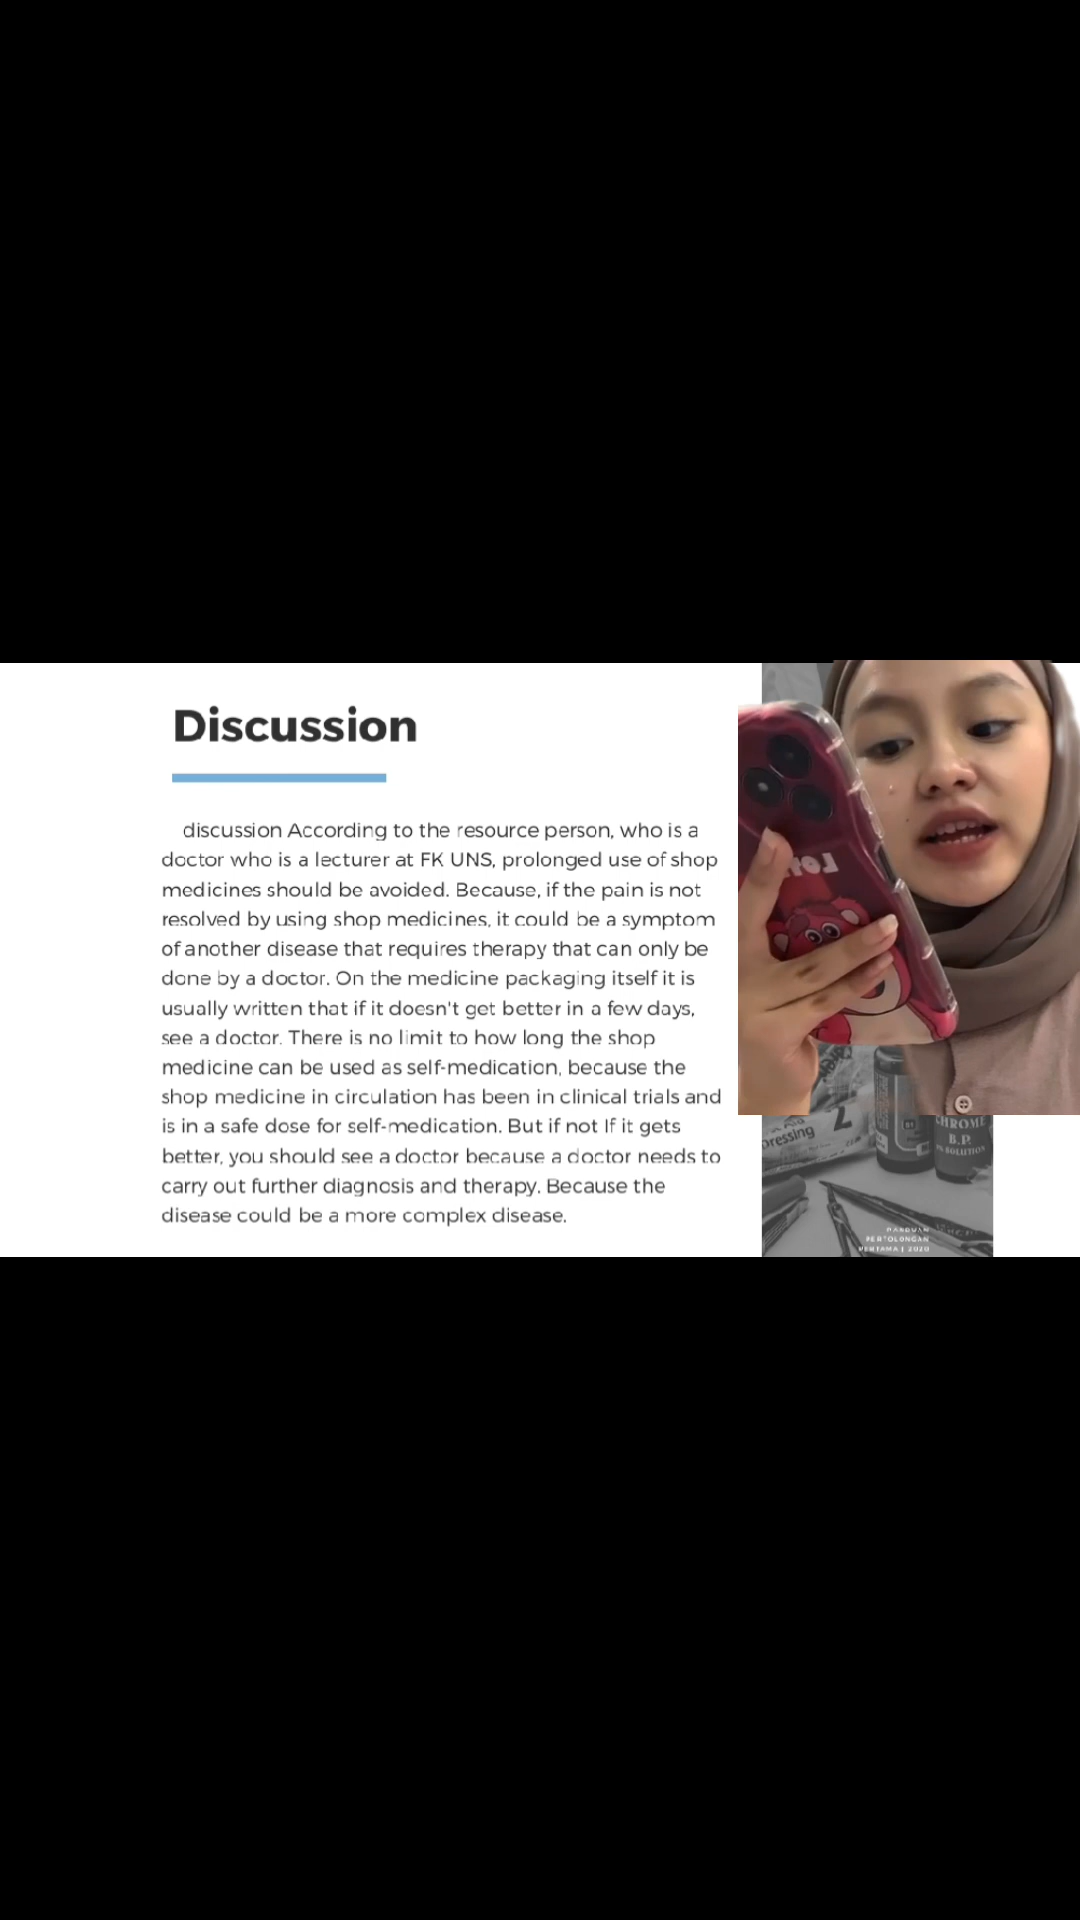 Discussion
discussion According to the resource person, who is a
doctor who is a lecturer at FK UNS, prolonged use of shop
medicines should be avoided. Because, if the pain is not
resolved by using shop medicines, it could be a symptom
of another disease that requires therapy that can only be
done by a doctor. On the medicine packaging itself it is
usually written that if it doesn't get better in a few days,
see a doctor. There is no limit to how long the shop
medicine can be used as self-medication, because the
shop medicine in circulation has been in clinical trials and
is in a safe dose for self-medication. But if not If it gets
better, you should see a doctor because a doctor needs to
carry out further diagnosis and therapy. Because the
disease could be a more complex disease.
Dressing
2
CHROME
B.P.
SOLUTION
PANDUAN
PERTOLONGAN
PERTAMA | 2020